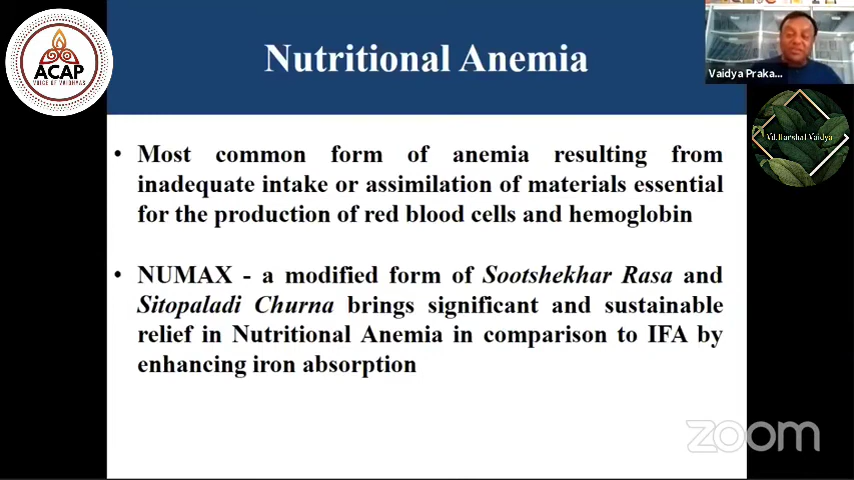 ACAP
VOICE OF VAIDHYAS
Nutritional Anemia
Vaidya Praka...
Vd.Harshal Vaidya
• Most common form of anemia resulting from
inadequate intake or assimilation of materials essential
for the production of red blood cells and hemoglobin
• NUMAX - a modified form of Sootshekhar Rasa and
Sitopaladi Churna brings significant and sustainable
relief in Nutritional Anemia in comparison to IFA by
enhancing iron absorption
zoom